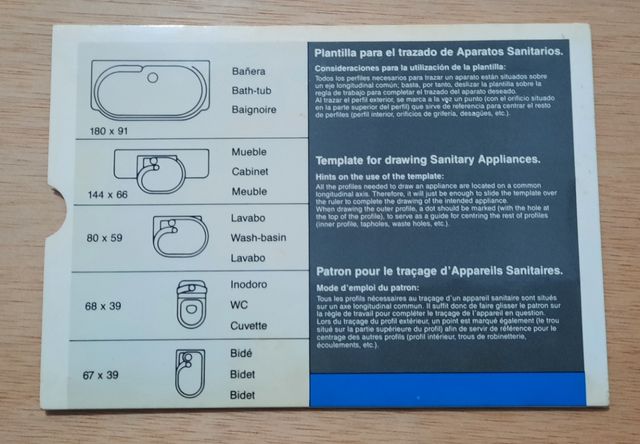 Bañera
Bath-tub
Baignoire
180 x 91
Mueble
Cabinet
Meuble
144 x 66
Lavabo
Wash-basin
Lavabo
80 x 59
Inodoro
WC
Cuvette
68 x 39
Bidé
Bidet
Bidet
67 x 39
Plantilla para el trazado de Aparatos Sanitarios.
Consideraciones para la utilización de la plantilla:
Todos los perfiles necesarios para trazar un aparato están situados sobre
un eje longitudinal común; basta, por tanto, deslizar la plantilla sobre la
regla de trabajo para completar el trazado del aparato deseado.
Al trazar el perfil exterior, se marca a la vez un punto (con el orificio situado
en la parte superior del perfil) que sirve de referencia para centrar el resto
de perfiles (perfil interior, orificios de grifería, desagües, etc.).
Template for drawing Sanitary Appliances.
Hints on the use of the template:
All the profiles needed to draw an appliance are located on a common
longitudinal axis. Therefore, it will just be enough to slide the template over
the ruler to complete the drawing of the intended appliance.
When drawing the outer profile, a dot should be marked (with the hole at
the top of the profile), to serve as a guide for centring the rest of profiles
(inner profile, tapholes, waste holes, etc.).
Patron pour le traçage d'Appareils Sanitaires.
Mode d'emploi du patron:
Tous les profils nécessaires au traçage d'un appareil sanitaire sont situés
sur un axe longitudinal commun. Il suffit donc de faire glisser le patron sur
la règle de travail pour compléter le traçage de l'appareil en question.
Lors du traçage du profil extérieur, un point est marqué également (le trou
situé sur la partie supérieure du profil) afin de servir de référence pour le
centrage des autres profils (profil intérieur, trous de robinetterie,
écoulements, etc.).